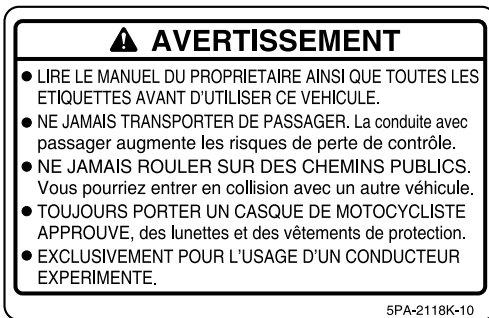 ⚠ AVERTISSEMENT
● LIRE LE MANUEL DU PROPRIETAIRE AINSI QUE TOUTES LES
ETIQUETTES AVANT D'UTILISER CE VEHICULE.
● NE JAMAIS TRANSPORTER DE PASSAGER. La conduite avec
passager augmente les risques de perte de contrôle.
● NE JAMAIS ROULER SUR DES CHEMINS PUBLICS.
Vous pourriez entrer en collision avec un autre véhicule.
● TOUJOURS PORTER UN CASQUE DE MOTOCYCLISTE
APPROUVE, des lunettes et des vêtements de protection.
● EXCLUSIVEMENT POUR L'USAGE D'UN CONDUCTEUR
EXPERIMENTE.
5PA-2118K-10